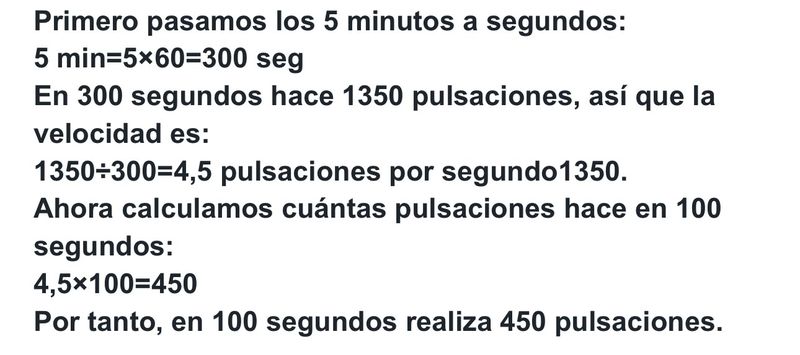 Primero pasamos los 5 minutos a segundos:
5 min=5×60=300 seg
En 300 segundos hace 1350 pulsaciones, así que la
velocidad es:
1350÷300=4,5 pulsaciones por segundo1350.
Ahora calculamos cuántas pulsaciones hace en 100
segundos:
4,5×100=450
Por tanto, en 100 segundos realiza 450 pulsaciones.